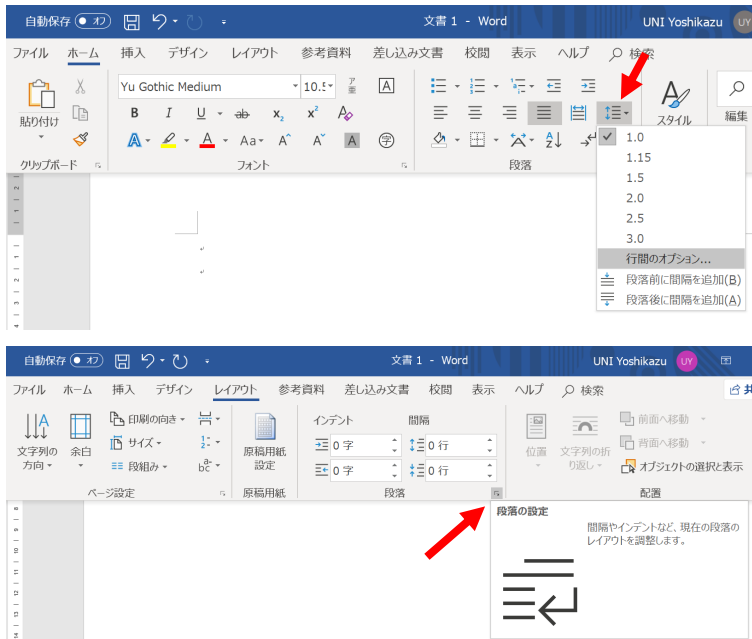 自動保存 オフ 文書 1 - Word UNI Yoshikazu UY
ファイル ホーム 挿入 デザイン レイアウト 参考資料 差し込み文書 校閲 表示 ヘルプ 検索
貼り付け
クリップボード
Yu Gothic Medium 10.5
B I U ab x₂ x² A
A A Aa A A A 字
フォント
段落
スタイル
編集
1.0
1.15
1.5
2.0
2.5
3.0
行間のオプション...
段落前に間隔を追加(B)
段落後に間隔を追加(A)
自動保存 オフ 文書 1 - Word UNI Yoshikazu UY
ファイル ホーム 挿入 デザイン レイアウト 参考資料 差し込み文書 校閲 表示 ヘルプ 検索
文字列の
方向
余白
印刷の向き
サイズ
段組み
ページ設定
原稿用紙
設定
原稿用紙
インデント 間隔
0 字 0 行
0 字 0 行
段落
位置
文字列の折
り返し
前面へ移動
背面へ移動
オブジェクトの選択と表示
配置
段落の設定
間隔やインデントなど、現在の段落の
レイアウトを調整します。